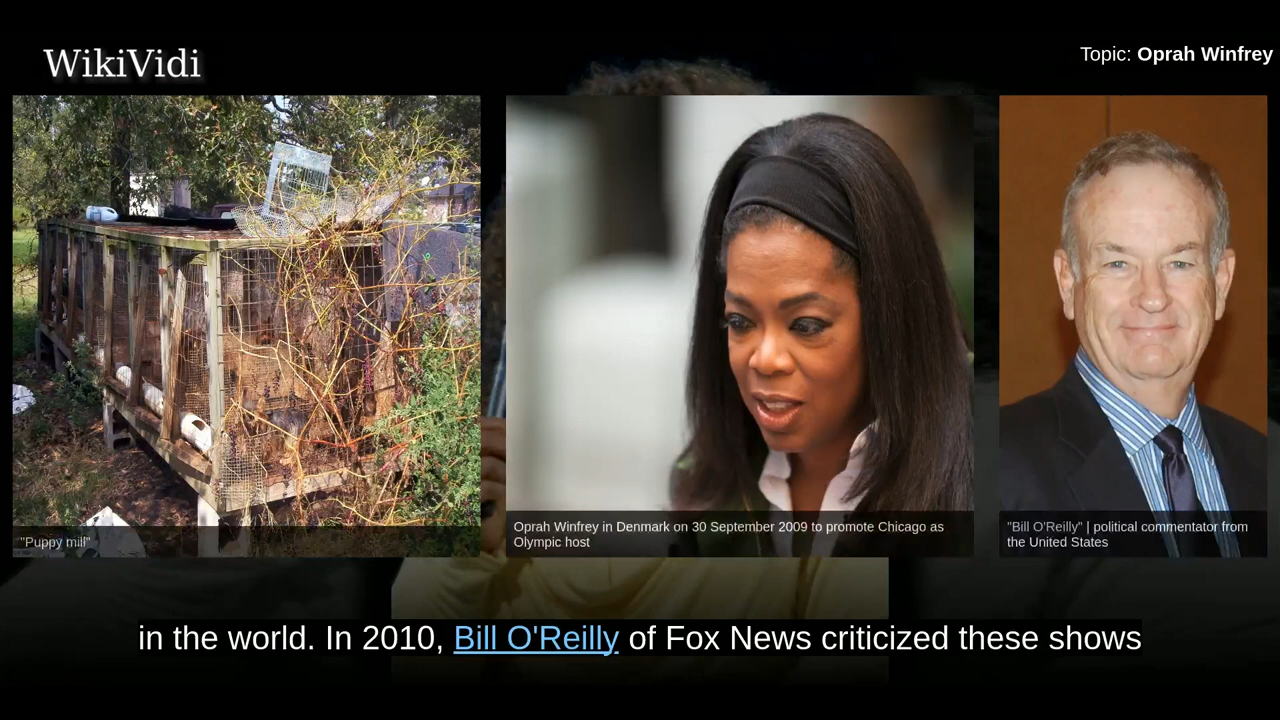 WikiVidi
Topic: Oprah Winfrey
"Puppy mill"
Oprah Winfrey in Denmark on 30 September 2009 to promote Chicago as
Olympic host
"Bill O'Reilly" | political commentator from
the United States
in the world. In 2010, Bill O'Reilly of Fox News criticized these shows